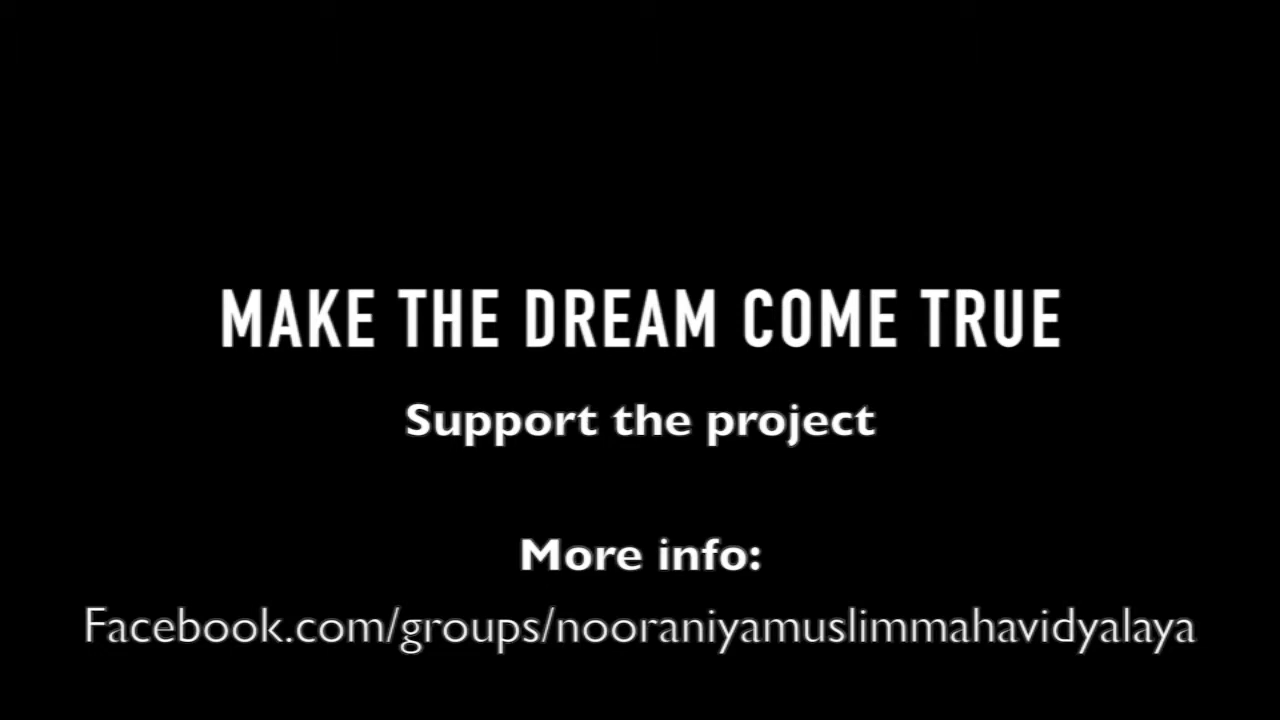 MAKE THE DREAM COME TRUE
Support the project
More info:
Facebook.com/groups/nooraniyamuslimmahavidyalaya